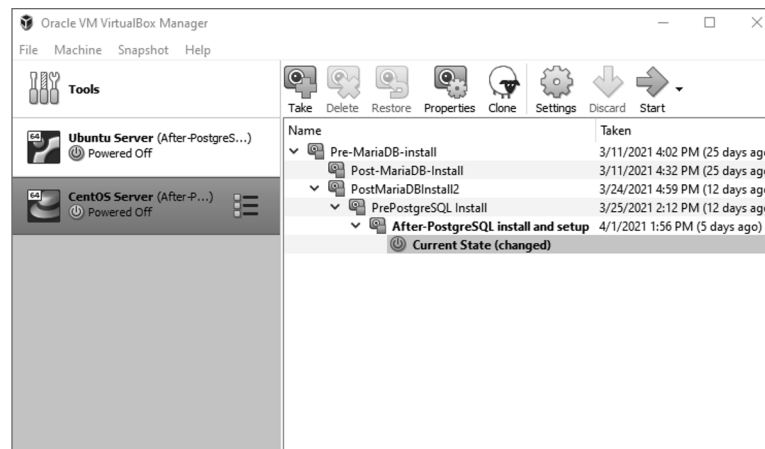 Oracle VM VirtualBox Manager
File Machine Snapshot Help
Tools
Take Delete Restore Properties Clone Settings Discard Start
Name Taken
64 Ubuntu Server (After-PostgreS...)
Powered Off
64 CentOS Server (After-P...)
Powered Off
Pre-MariaDB-install 3/11/2021 4:02 PM (25 days ag
Post-MariaDB-Install 3/11/2021 4:32 PM (25 days ag
PostMariaDBInstall2 3/24/2021 4:59 PM (12 days ag
PrePostgreSQL Install 3/25/2021 2:12 PM (12 days ag
After-PostgreSQL install and setup 4/1/2021 1:56 PM (5 days ago)
Current State (changed)